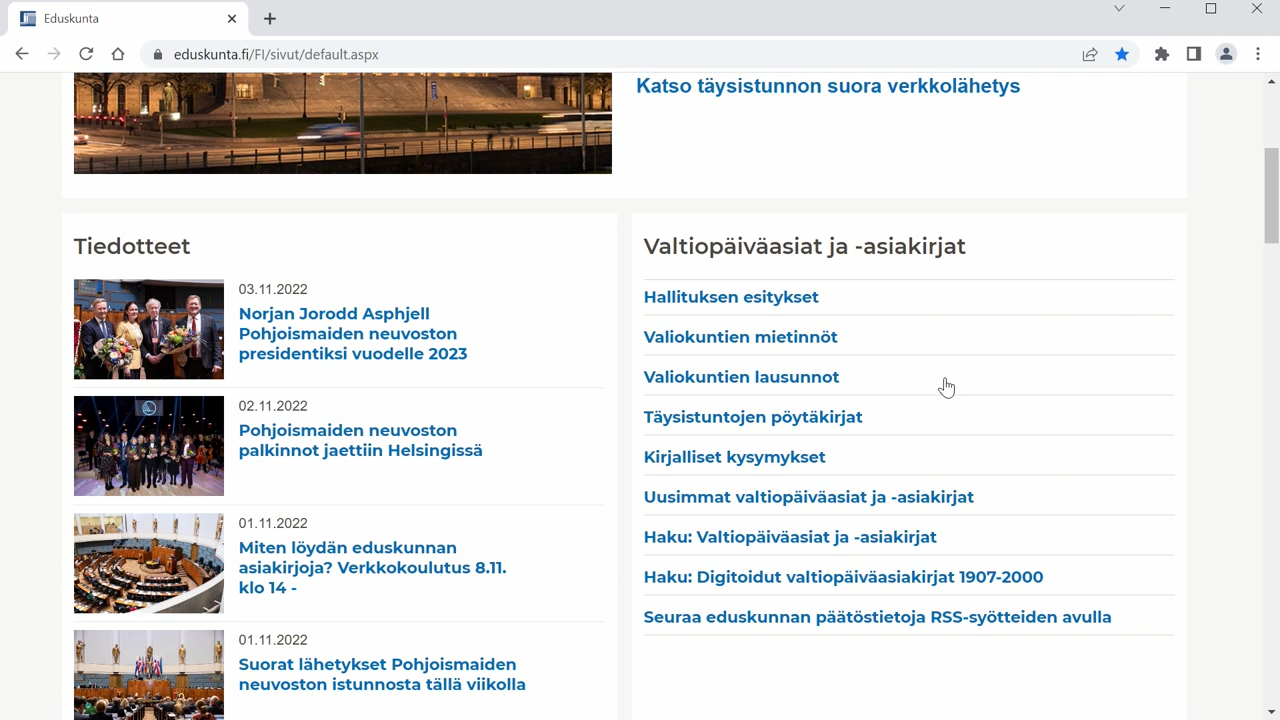 Eduskunta
eduskunta.fi/FI/sivut/default.aspx
Katso täysistunnon suora verkkolähetys
Tiedotteet
03.11.2022
Norjan Jorodd Asphjell
Pohjoismaiden neuvoston
presidentiksi vuodelle 2023
02.11.2022
Pohjoismaiden neuvoston
palkinnot jaettiin Helsingissä
01.11.2022
Miten löydän eduskunnan
asiakirjoja? Verkkokoulutus 8.11.
klo 14 -
01.11.2022
Suorat lähetykset Pohjoismaiden
neuvoston istunnosta tällä viikolla
Valtiopäiväasiat ja -asiakirjat
Hallituksen esitykset
Valiokuntien mietinnöt
Valiokuntien lausunnot
Täysistuntojen pöytäkirjat
Kirjalliset kysymykset
Uusimmat valtiopäiväasiat ja -asiakirjat
Haku: Valtiopäiväasiat ja -asiakirjat
Haku: Digitoidut valtiopäiväasiakirjat 1907-2000
Seuraa eduskunnan päätöstietoja RSS-syötteiden avulla